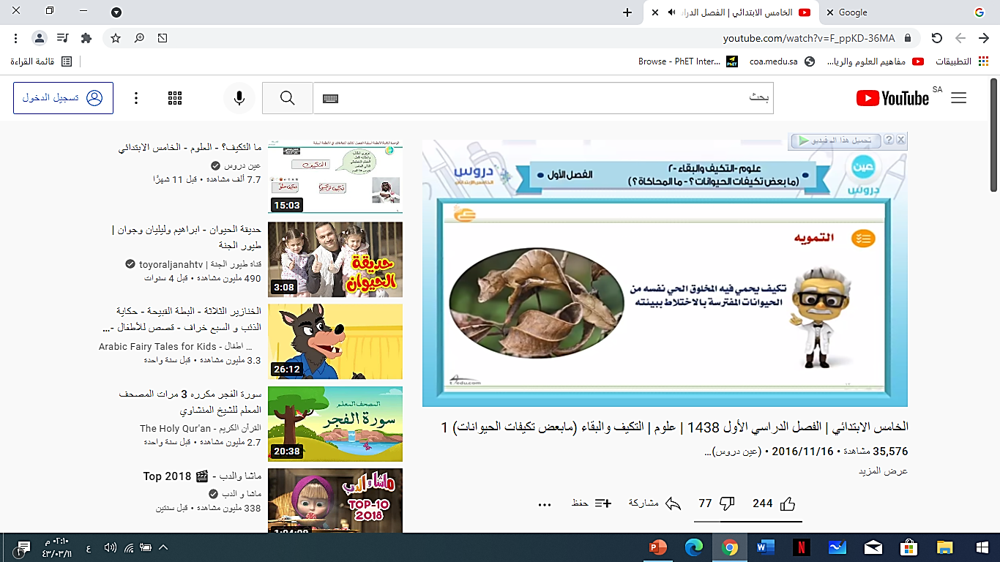 Google
الخامس الابتدائي | الفصل الدرا
youtube.com/watch?v=F_ppKD-36MA
التطبيقات
مفاهيم العلوم والريا...
coa.medu.sa
Browse - PhET Inter...
قائمة القراءة
YouTube SA
بحث
تسجيل الدخول
تحميل هذا الـ فيديو
عين
دروس
علوم -التكيف والبقاء -٢
(ما بعض تكيفات الحيوانات؟ - ما المحاكاة؟)
الفصل الأول
دروس
الخامس الإبتدائي
التمويه
تكيف يحمي فيه المخلوق الحي نفسه من
الحيوانات المفترسة بالاختلاط ببيئته
الخامس الابتدائي | الفصل الدراسي الأول 1438 | علوم | التكيف والبقاء (مابعض تكيفات الحيوانات) 1
35,576 مشاهدة • 2016/11/16 • (عين دروس)...
عرض المزيد
244
77
مشاركة
حفظ
التكيف
15:03
ما التكيف؟ - العلوم - الخامس الابتدائي
عين دروس
7.7 ألف مشاهدة • قبل 11 شهرًا
حديقة
الحيوان
3:08
حديقة الحيوان - ابراهيم وليليان وجوان |
طيور الجنة
قناة طيور الجنة | toyoraljanahtv
490 مليون مشاهدة • قبل 4 سنوات
26:12
الخنازير الثلاثة - البطة القبيحة - حكاية
الذئب و السبع خراف - قصص للأطفال -...
Arabic Fairy Tales for Kids - اطفال ...
3.3 مليون مشاهدة • قبل سنة واحدة
المصحف المعلم
سورة الفجر
20:38
سورة الفجر مكرره 3 مرات المصحف
المعلم للشيخ المنشاوي
القرآن الكريم - The Holy Qur'an
2.7 مليون مشاهدة • قبل سنة واحدة
ماشا و الدب
TOP-10
2018
ماشا والدب - 🎬 Top 2018
ماشا و الدب
338 مليون مشاهدة • قبل سنتين
٠٢:١٠ م
٤٣/٠٣/١١
ع